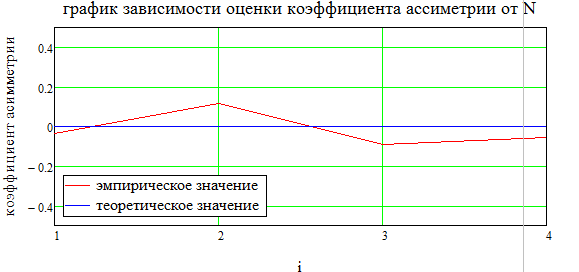 график зависимости оценки коэффициента ассиметрии от N
коэффициент асимметрии
0.4
0.2
0
−0.2
−0.4
эмпирическое значение
теоретическое значение
1 2 3 4
i